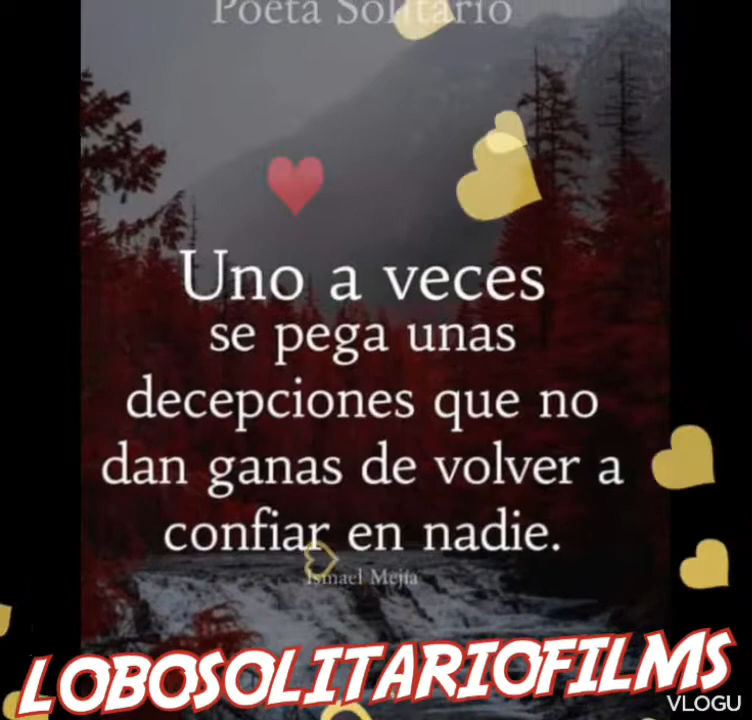 Poeta Solitario
Uno a veces
se pega unas
decepciones que no
dan ganas de volver a
confiar en nadie.
Ismael Mejía
LOBOSOLITARIOFILMS
VLOGU